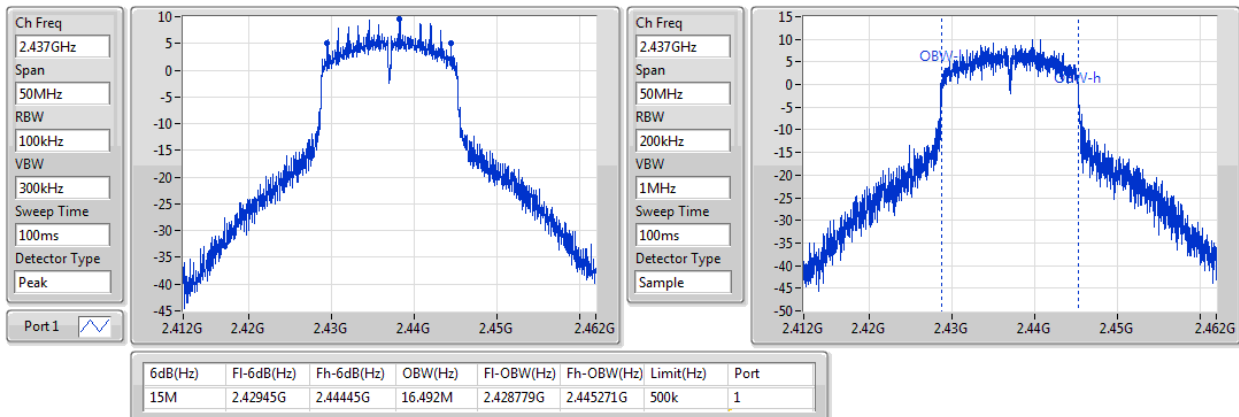 Ch Freq
2.437GHz
Span
50MHz
RBW
100kHz
VBW
300kHz
Sweep Time
100ms
Detector Type
Peak
Port 1
10
5
0
-5
-10
-15
-20
-25
-30
-35
-40
-45
2.412G 2.42G 2.43G 2.44G 2.45G 2.462G
Ch Freq
2.437GHz
Span
50MHz
RBW
200kHz
VBW
1MHz
Sweep Time
100ms
Detector Type
Sample
15
10
5
0
-5
-10
-15
-20
-25
-30
-35
-40
-45
-50
OBW-l
OBW-h
2.412G 2.42G 2.43G 2.44G 2.45G 2.462G
6dB(Hz) Fl-6dB(Hz) Fh-6dB(Hz) OBW(Hz) Fl-OBW(Hz) Fh-OBW(Hz) Limit(Hz) Port
15M 2.42945G 2.44445G 16.492M 2.428779G 2.445271G 500k 1